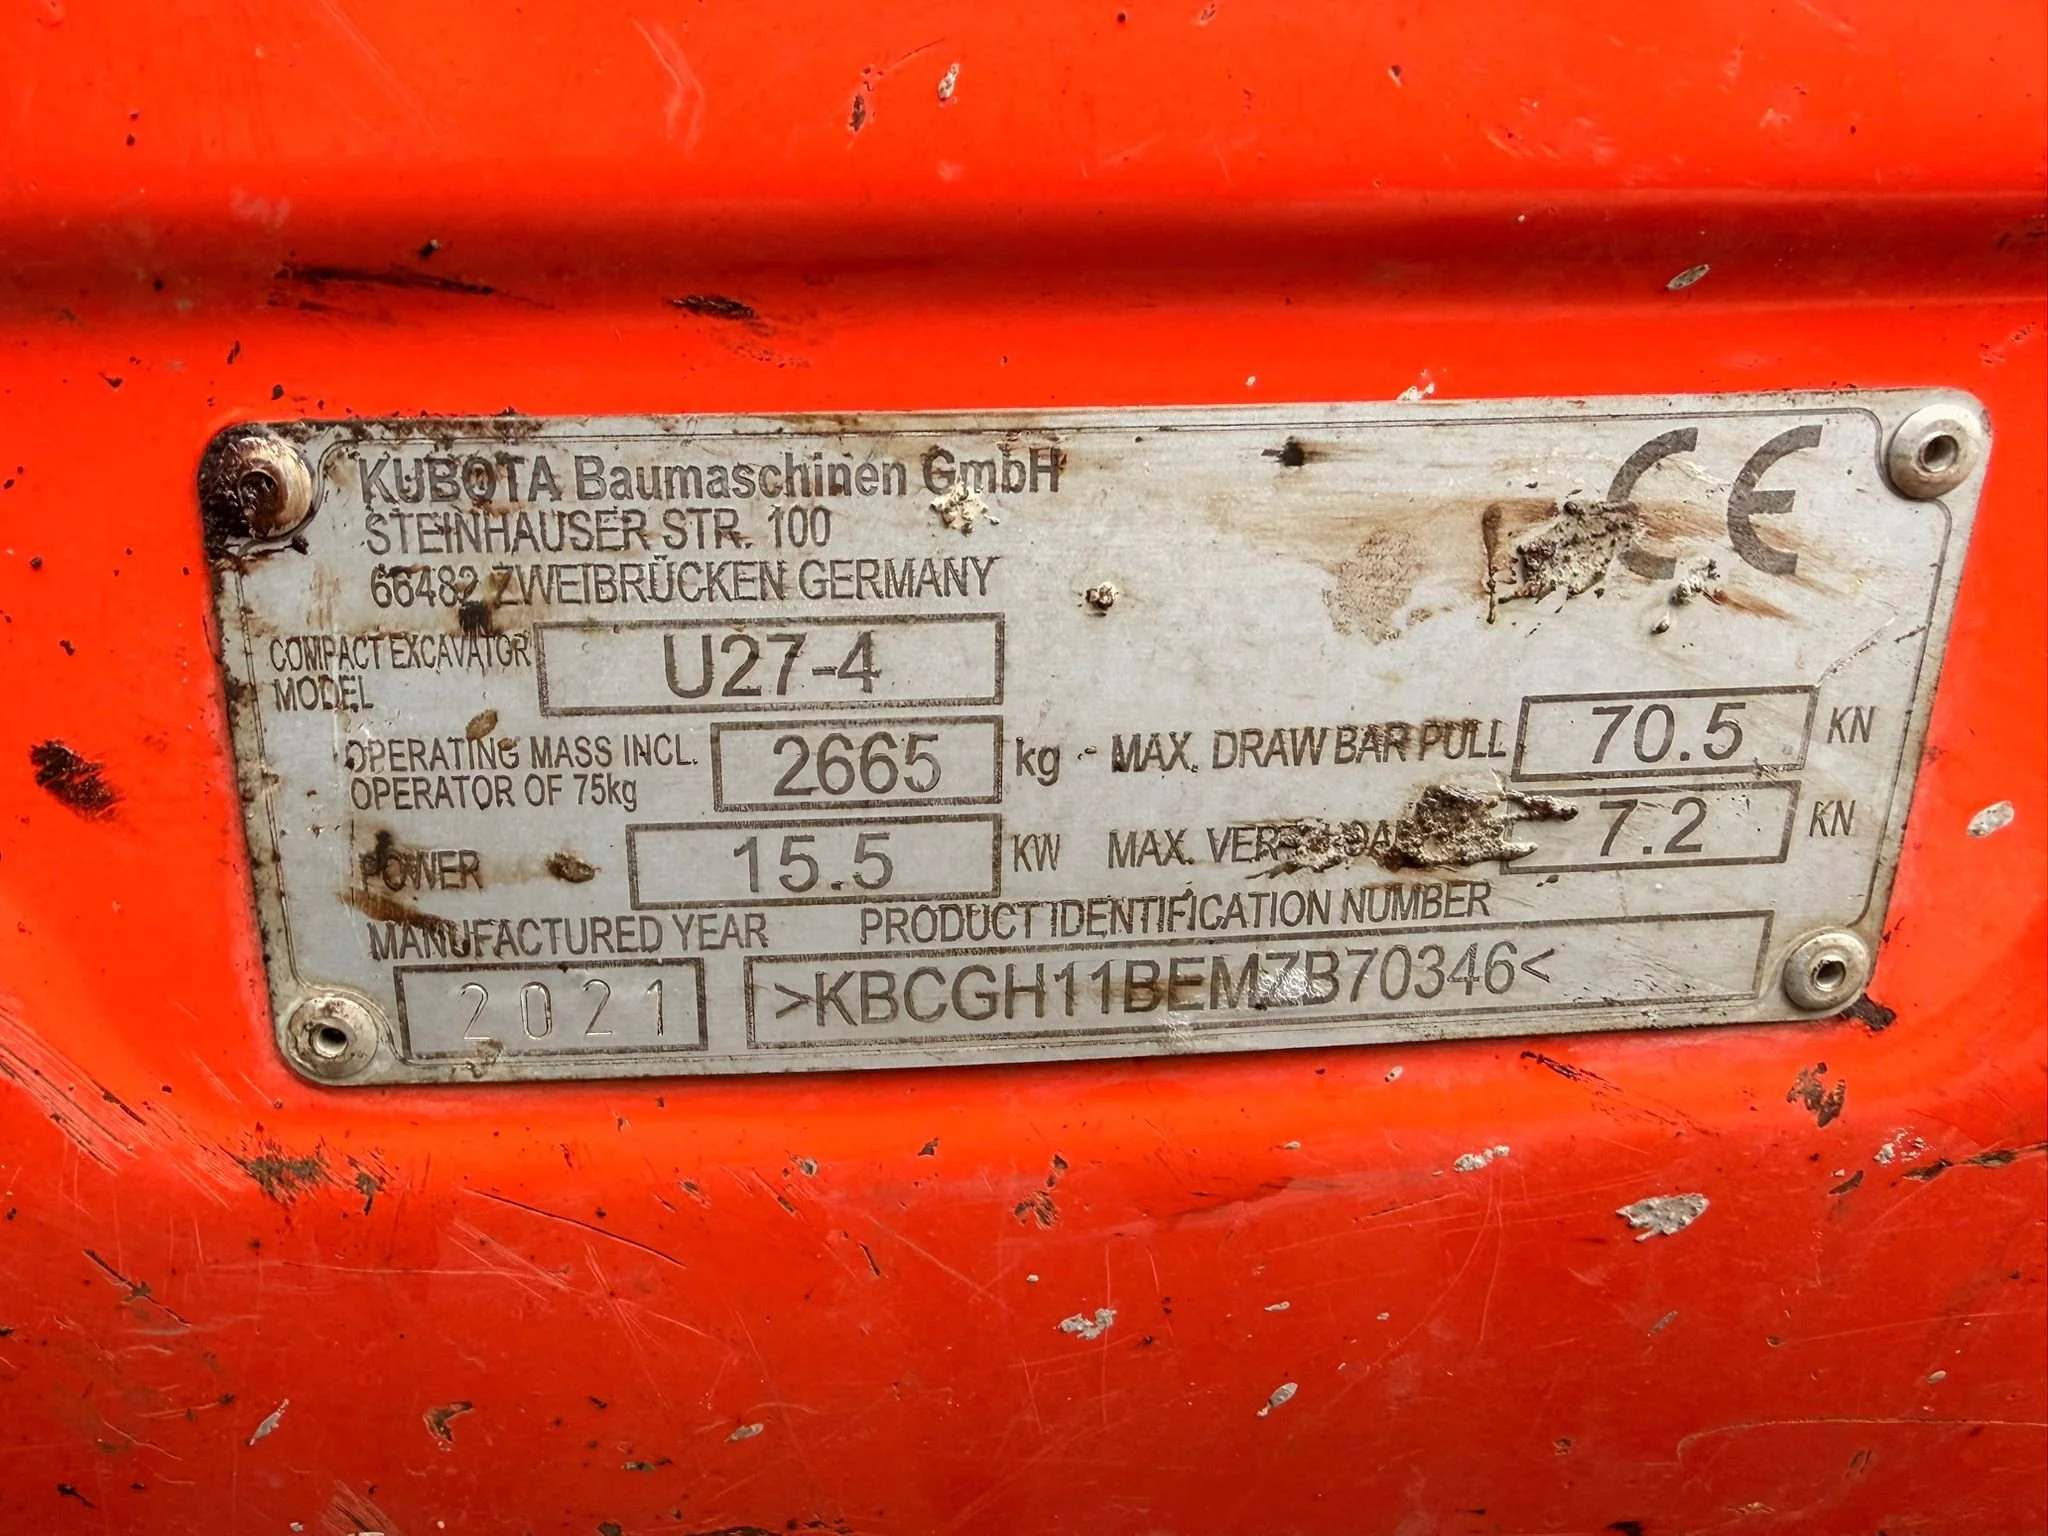 KUBOTA Baumaschinen GmbH
STEINHAUSER STR. 100
66482 ZWEIBRÜCKEN GERMANY
CE
COMPACT EXCAVATOR
MODEL
U27-4
OPERATING MASS INCL.
OPERATOR OF 75kg
2665 kg
MAX. DRAW BAR PULL 70.5 KN
POWER 15.5 KW
MAX. 7.2 KN
MANUFACTURED YEAR
2021
PRODUCT IDENTIFICATION NUMBER
>KBCGH11BEMZB70346<